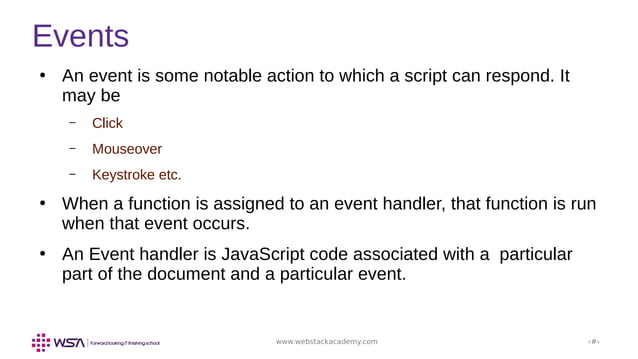 Events
• An event is some notable action to which a script can respond. It
may be
– Click
– Mouseover
– Keystroke etc.
• When a function is assigned to an event handler, that function is run
when that event occurs.
• An Event handler is JavaScript code associated with a  particular
part of the document and a particular event.
WSA Forward looking IT finishing school
www.webstackacademy.com
‹#›